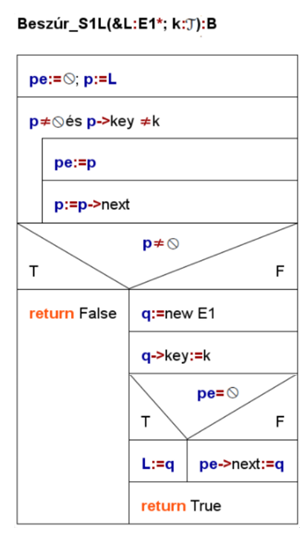 Beszúr_S1L(&L:E1*; k:𝒯):B
pe:=⦸; p:=L
p≠⦸és p->key ≠k
pe:=p
p:=p->next
p≠⦸
T F
return False q:=new E1
q->key:=k
pe=⦸
T F
L:=q pe->next:=q
return True